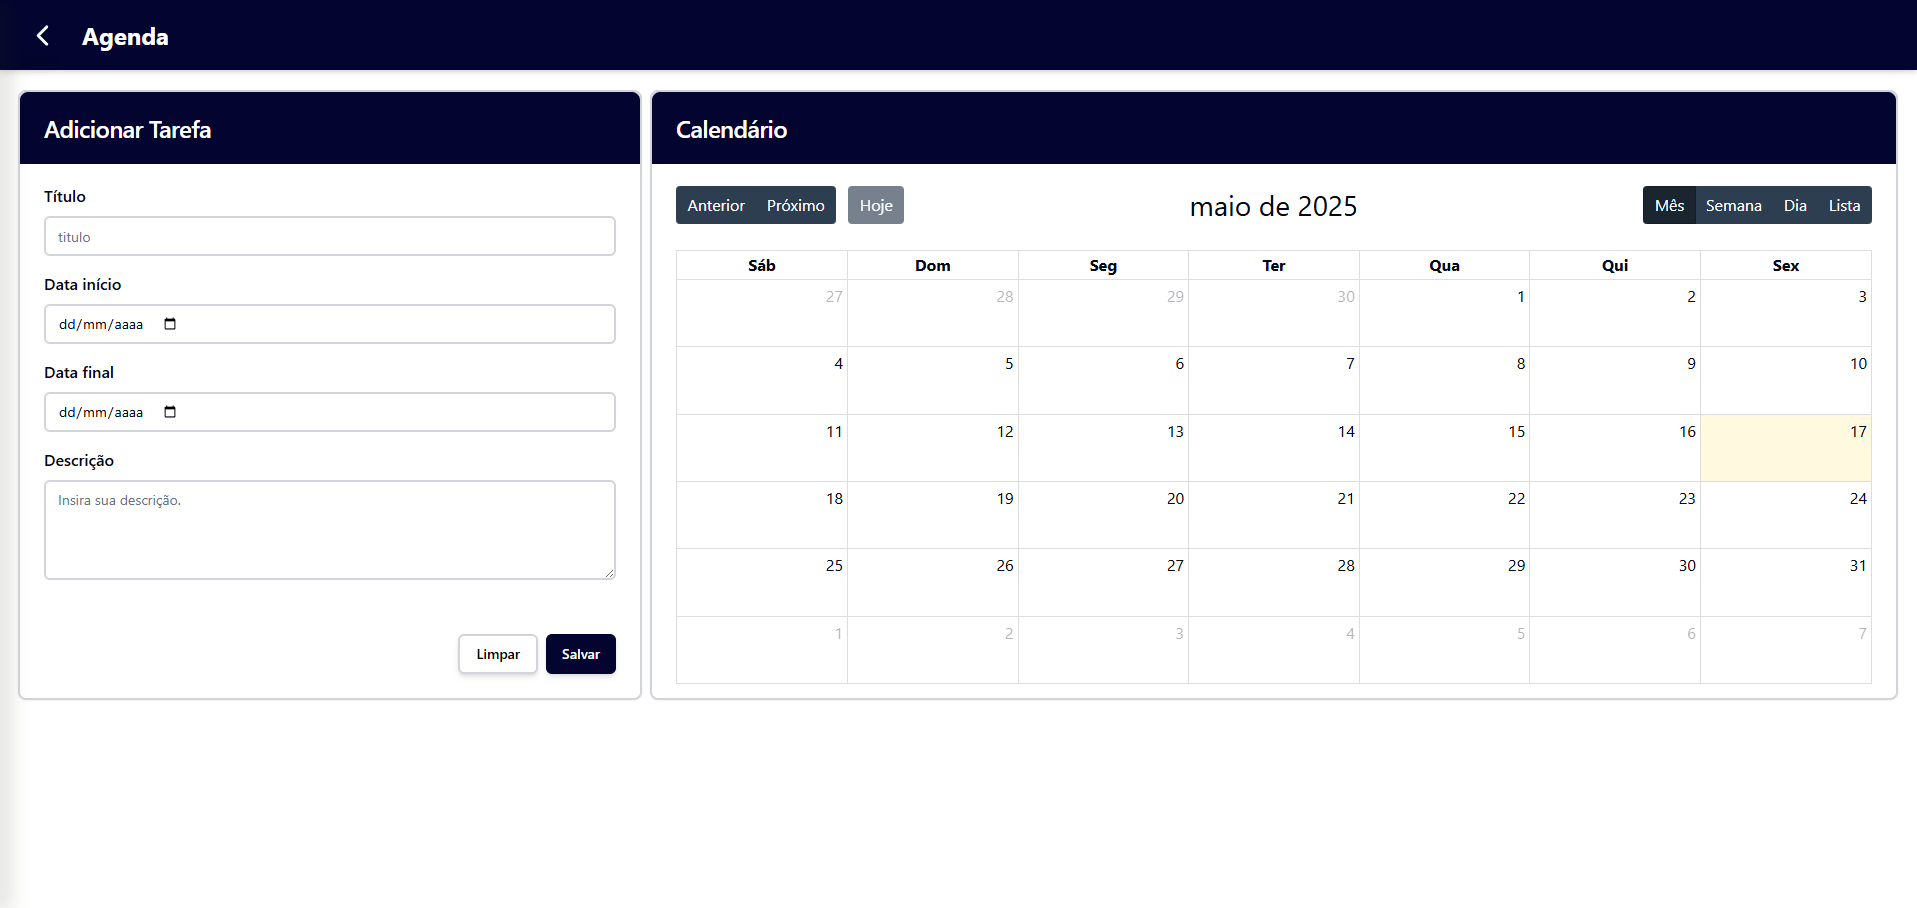 Agenda
Adicionar Tarefa
Título
titulo
Data início
dd/mm/aaaa
Data final
dd/mm/aaaa
Descrição
Insira sua descrição.
Limpar Salvar
Calendário
Anterior Próximo Hoje maio de 2025 Mês Semana Dia Lista
Sáb Dom Seg Ter Qua Qui Sex
27 28 29 30 1 2 3
4 5 6 7 8 9 10
11 12 13 14 15 16 17
18 19 20 21 22 23 24
25 26 27 28 29 30 31
1 2 3 4 5 6 7